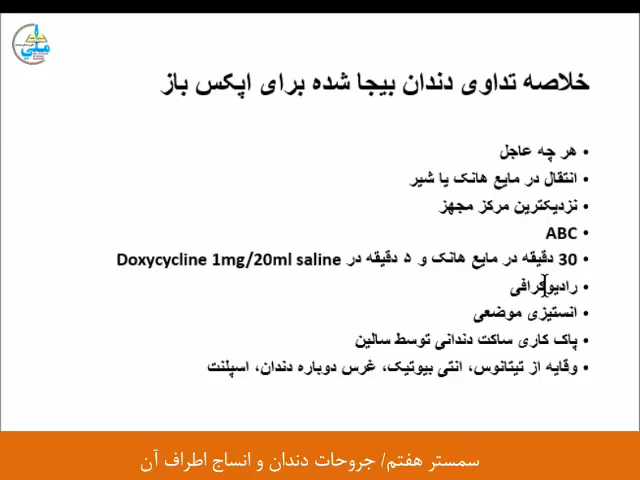 ملي
خلاصه تداوی دندان بیجا شده برای اپکس باز
• هر چه عاجل
• انتقال در مایع هانک یا شیر
• نزدیکترین مرکز مجهز
• ABC
• 30 دقیقه در مایع هانک و ۵ دقیقه در Doxycycline 1mg/20ml saline
• رادیوگرافی
• انستیزی موضعی
• پاک کاری ساکت دندانی توسط سالین
• وقایه از تیتانوس، انتی بیوتیک، غرس دوباره دندان، اسپلنت
سمستر هفتم/ جروحات دندان و انساج اطراف آن